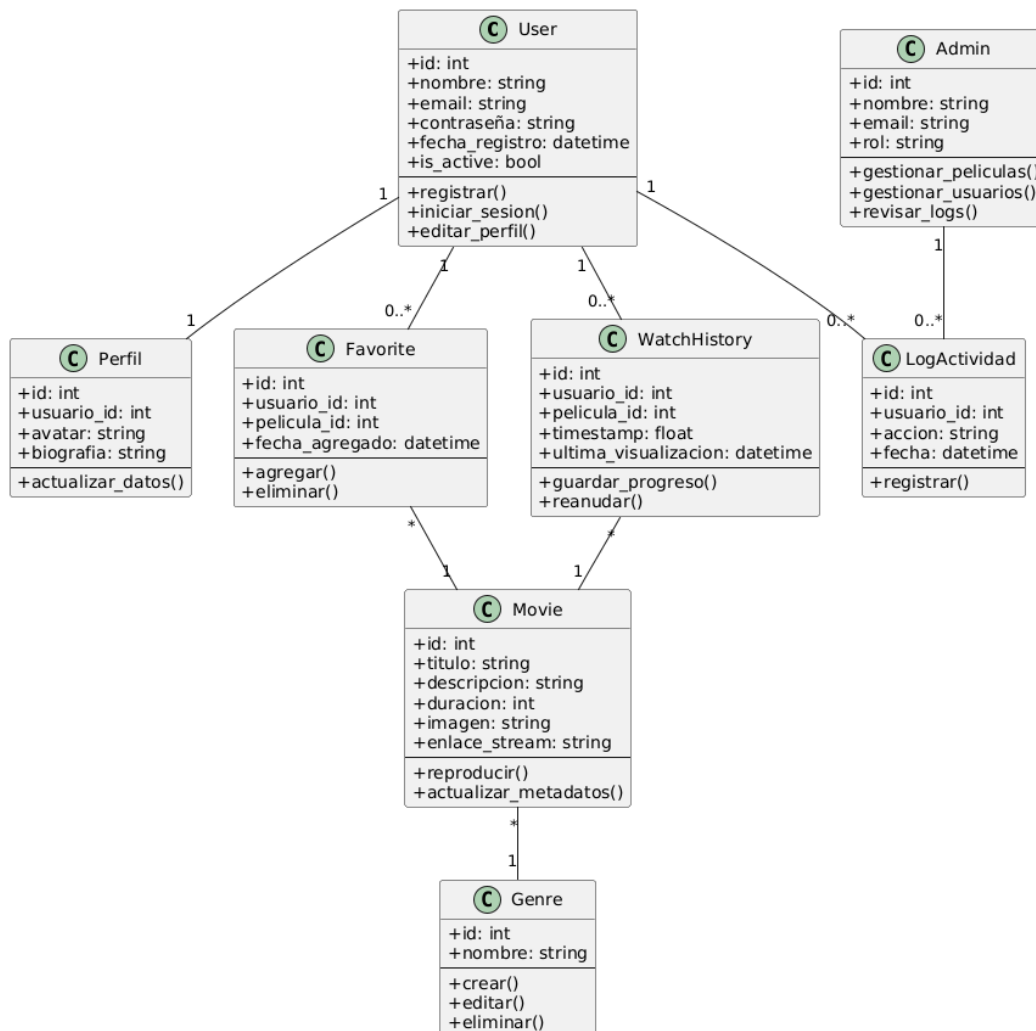 C User
+id: int
+nombre: string
+email: string
+contraseña: string
+fecha_registro: datetime
+is_active: bool
+registrar()
+iniciar_sesion()
+editar_perfil()
C Admin
+id: int
+nombre: string
+email: string
+rol: string
+gestionar_peliculas()
+gestionar_usuarios()
+revisar_logs()
1
1
1
1
1
1
0..*
0..*
0..*
0..*
C Perfil
+id: int
+usuario_id: int
+avatar: string
+biografia: string
+actualizar_datos()
C Favorite
+id: int
+usuario_id: int
+pelicula_id: int
+fecha_agregado: datetime
+agregar()
+eliminar()
C WatchHistory
+id: int
+usuario_id: int
+pelicula_id: int
+timestamp: float
+ultima_visualizacion: datetime
+guardar_progreso()
+reanudar()
C LogActividad
+id: int
+usuario_id: int
+accion: string
+fecha: datetime
+registrar()
*
*
1
1
C Movie
+id: int
+titulo: string
+descripcion: string
+duracion: int
+imagen: string
+enlace_stream: string
+reproducir()
+actualizar_metadatos()
*
1
C Genre
+id: int
+nombre: string
+crear()
+editar()
+eliminar()